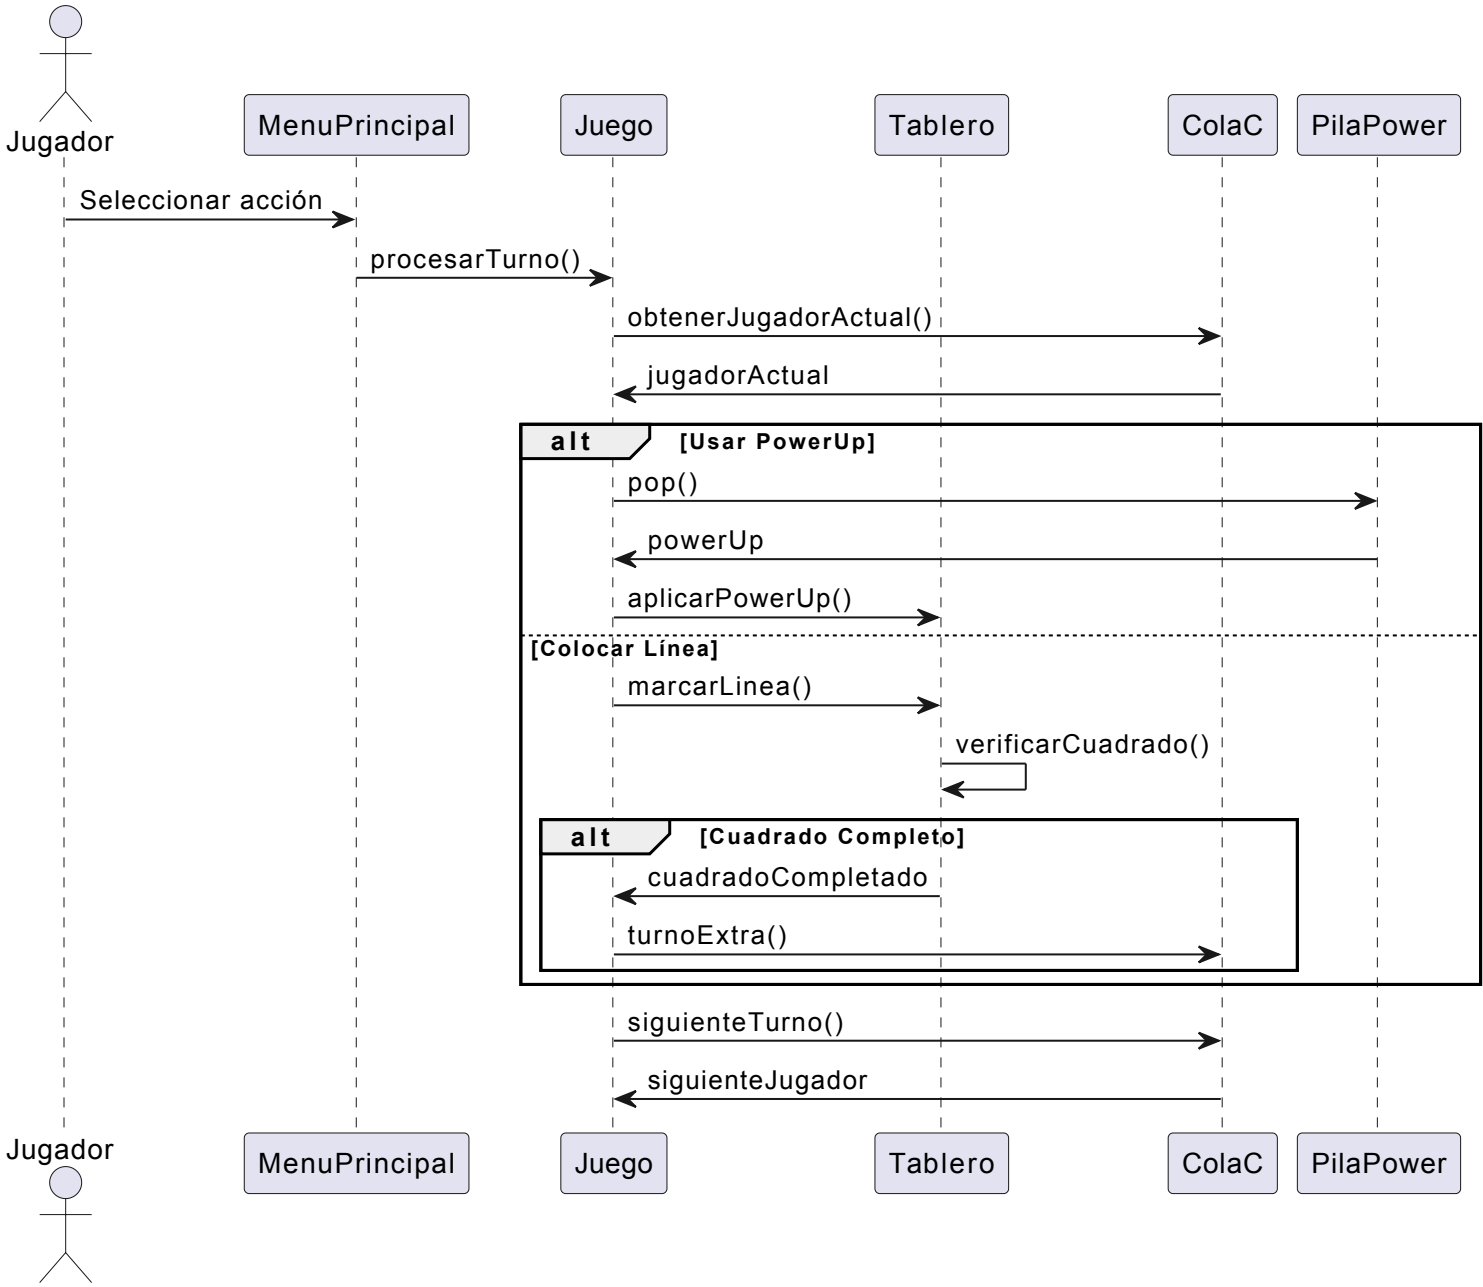 Jugador
MenuPrincipal
Juego
Tablero
ColaC
PilaPower
Seleccionar acción
procesarTurno()
obtenerJugadorActual()
jugadorActual
alt
[Usar PowerUp]
pop()
powerUp
aplicarPowerUp()
[Colocar Línea]
marcarLinea()
verificarCuadrado()
alt
[Cuadrado Completo]
cuadradoCompletado
turnoExtra()
siguienteTurno()
siguienteJugador
Jugador
MenuPrincipal
Juego
Tablero
ColaC
PilaPower